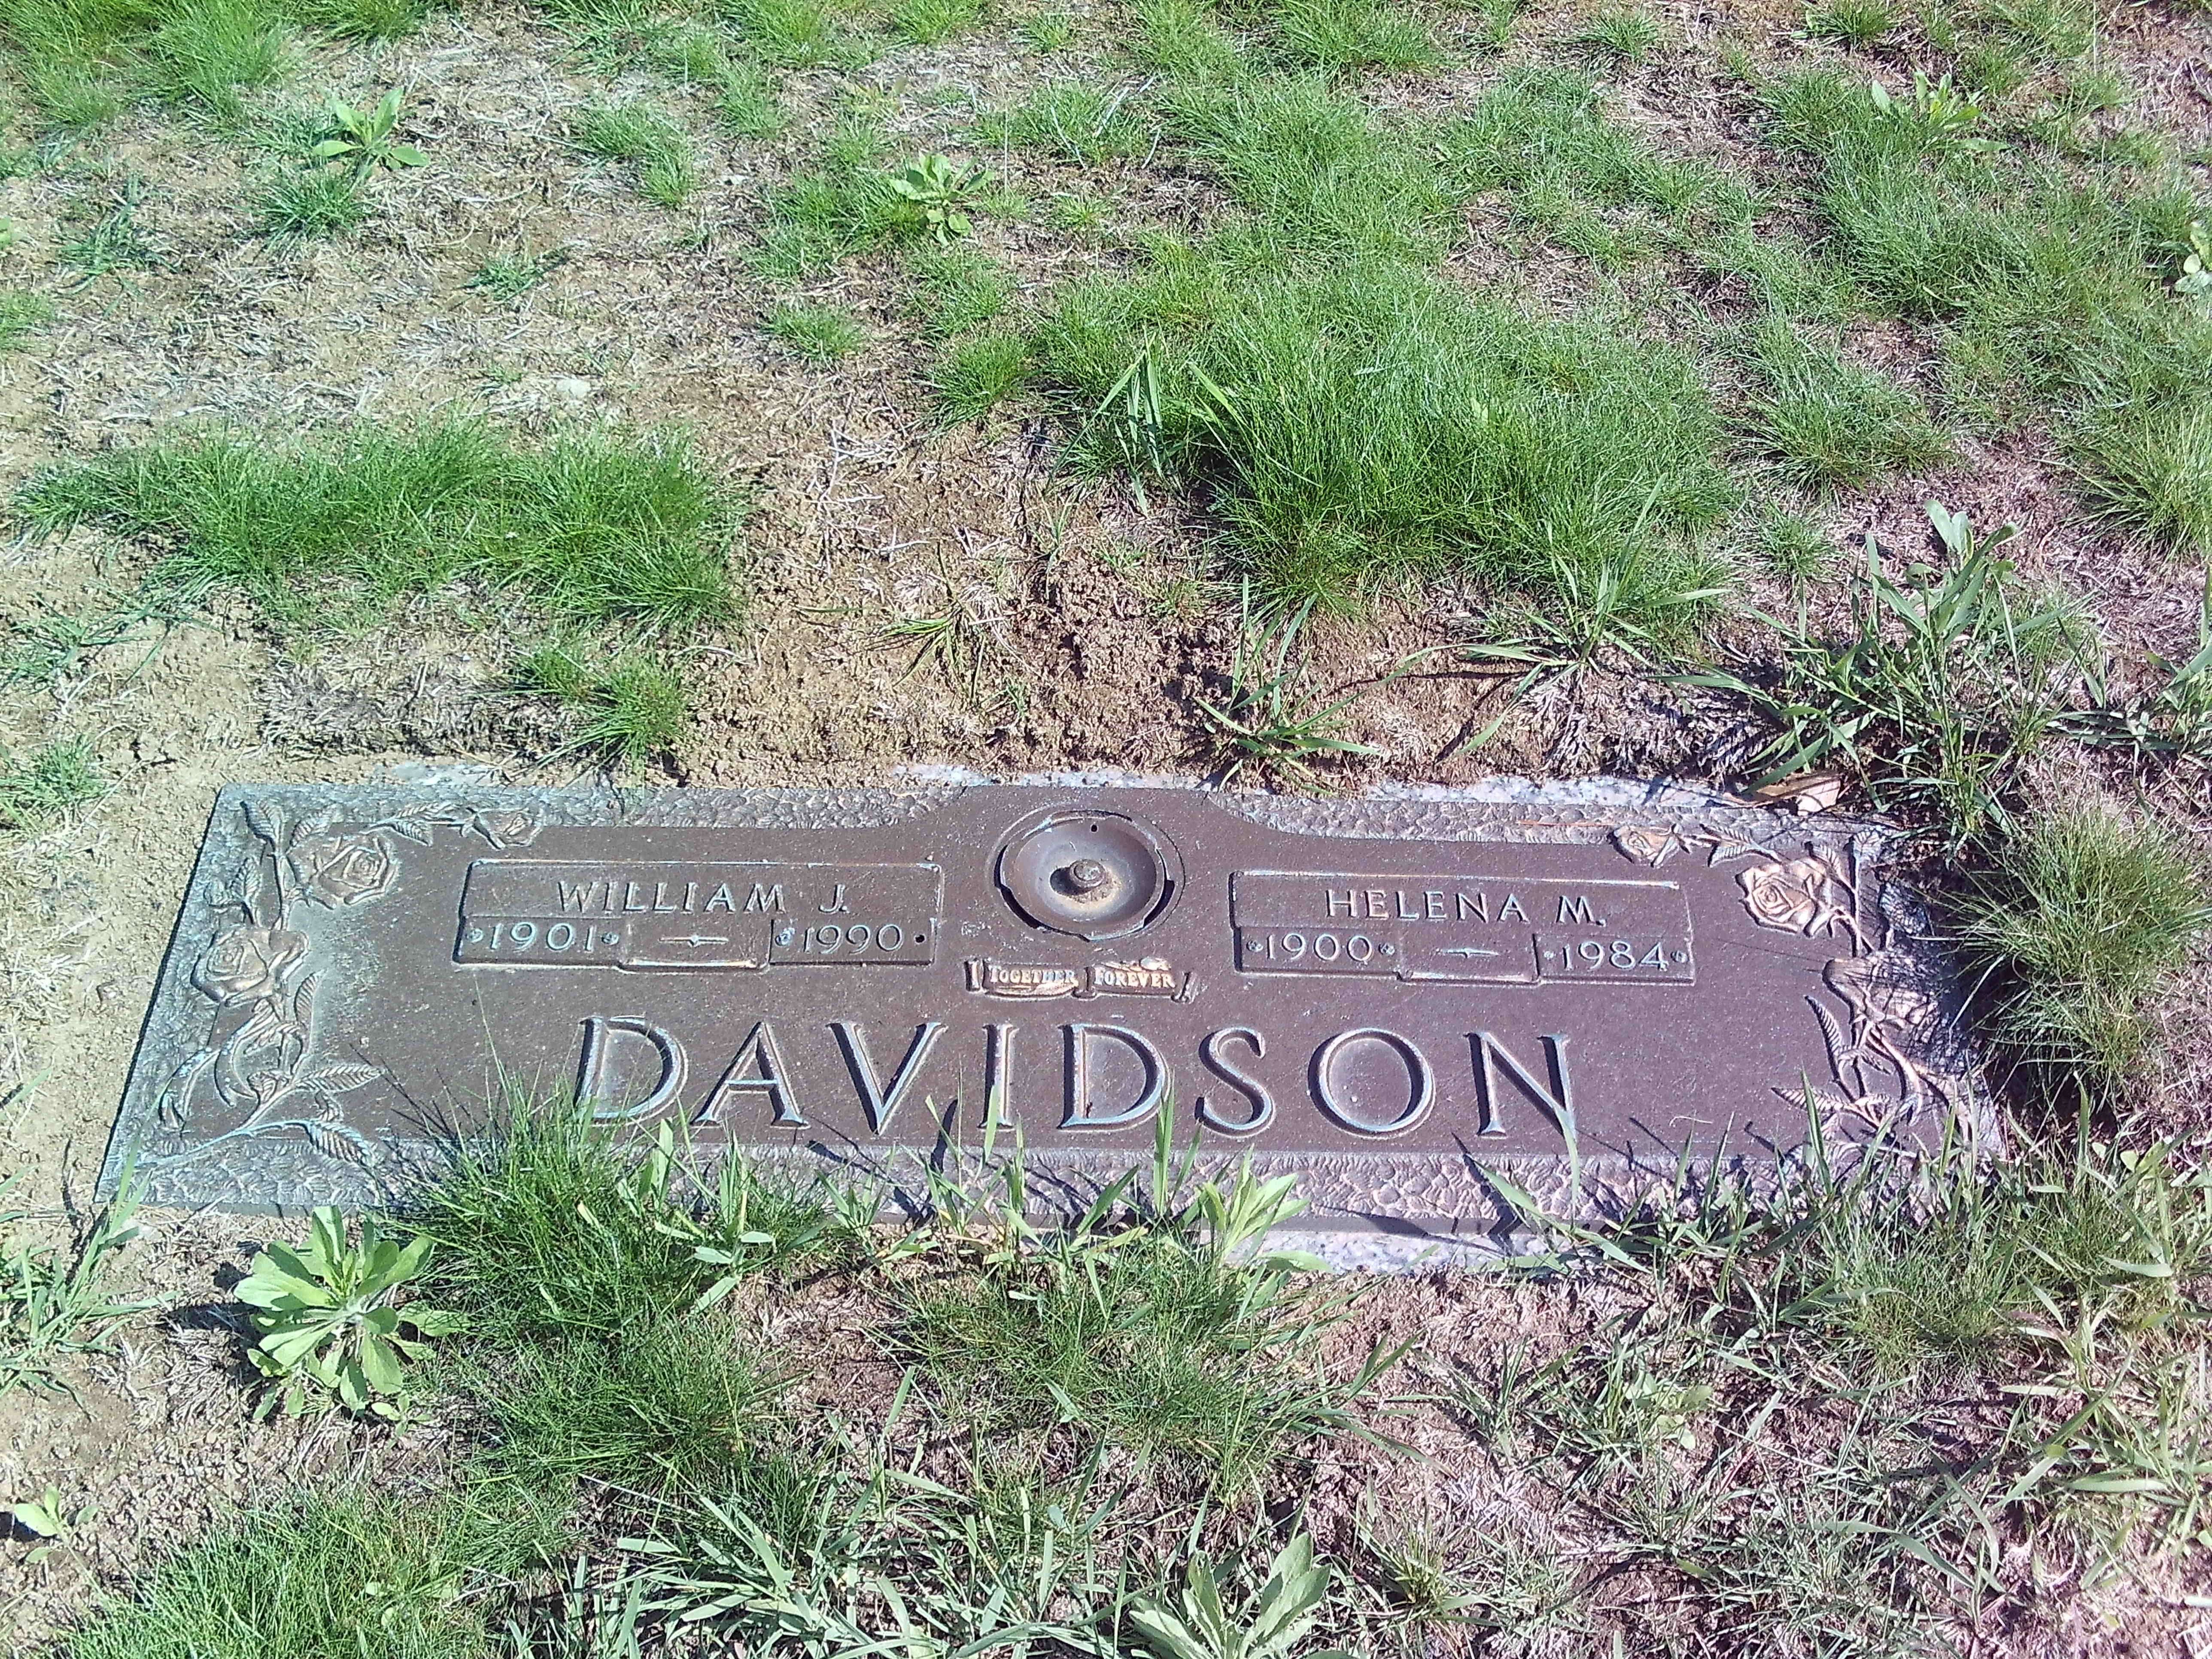 WILLIAM J.
1901 – 1990
HELENA M.
1900 – 1984
TOGETHER FOREVER
DAVIDSON